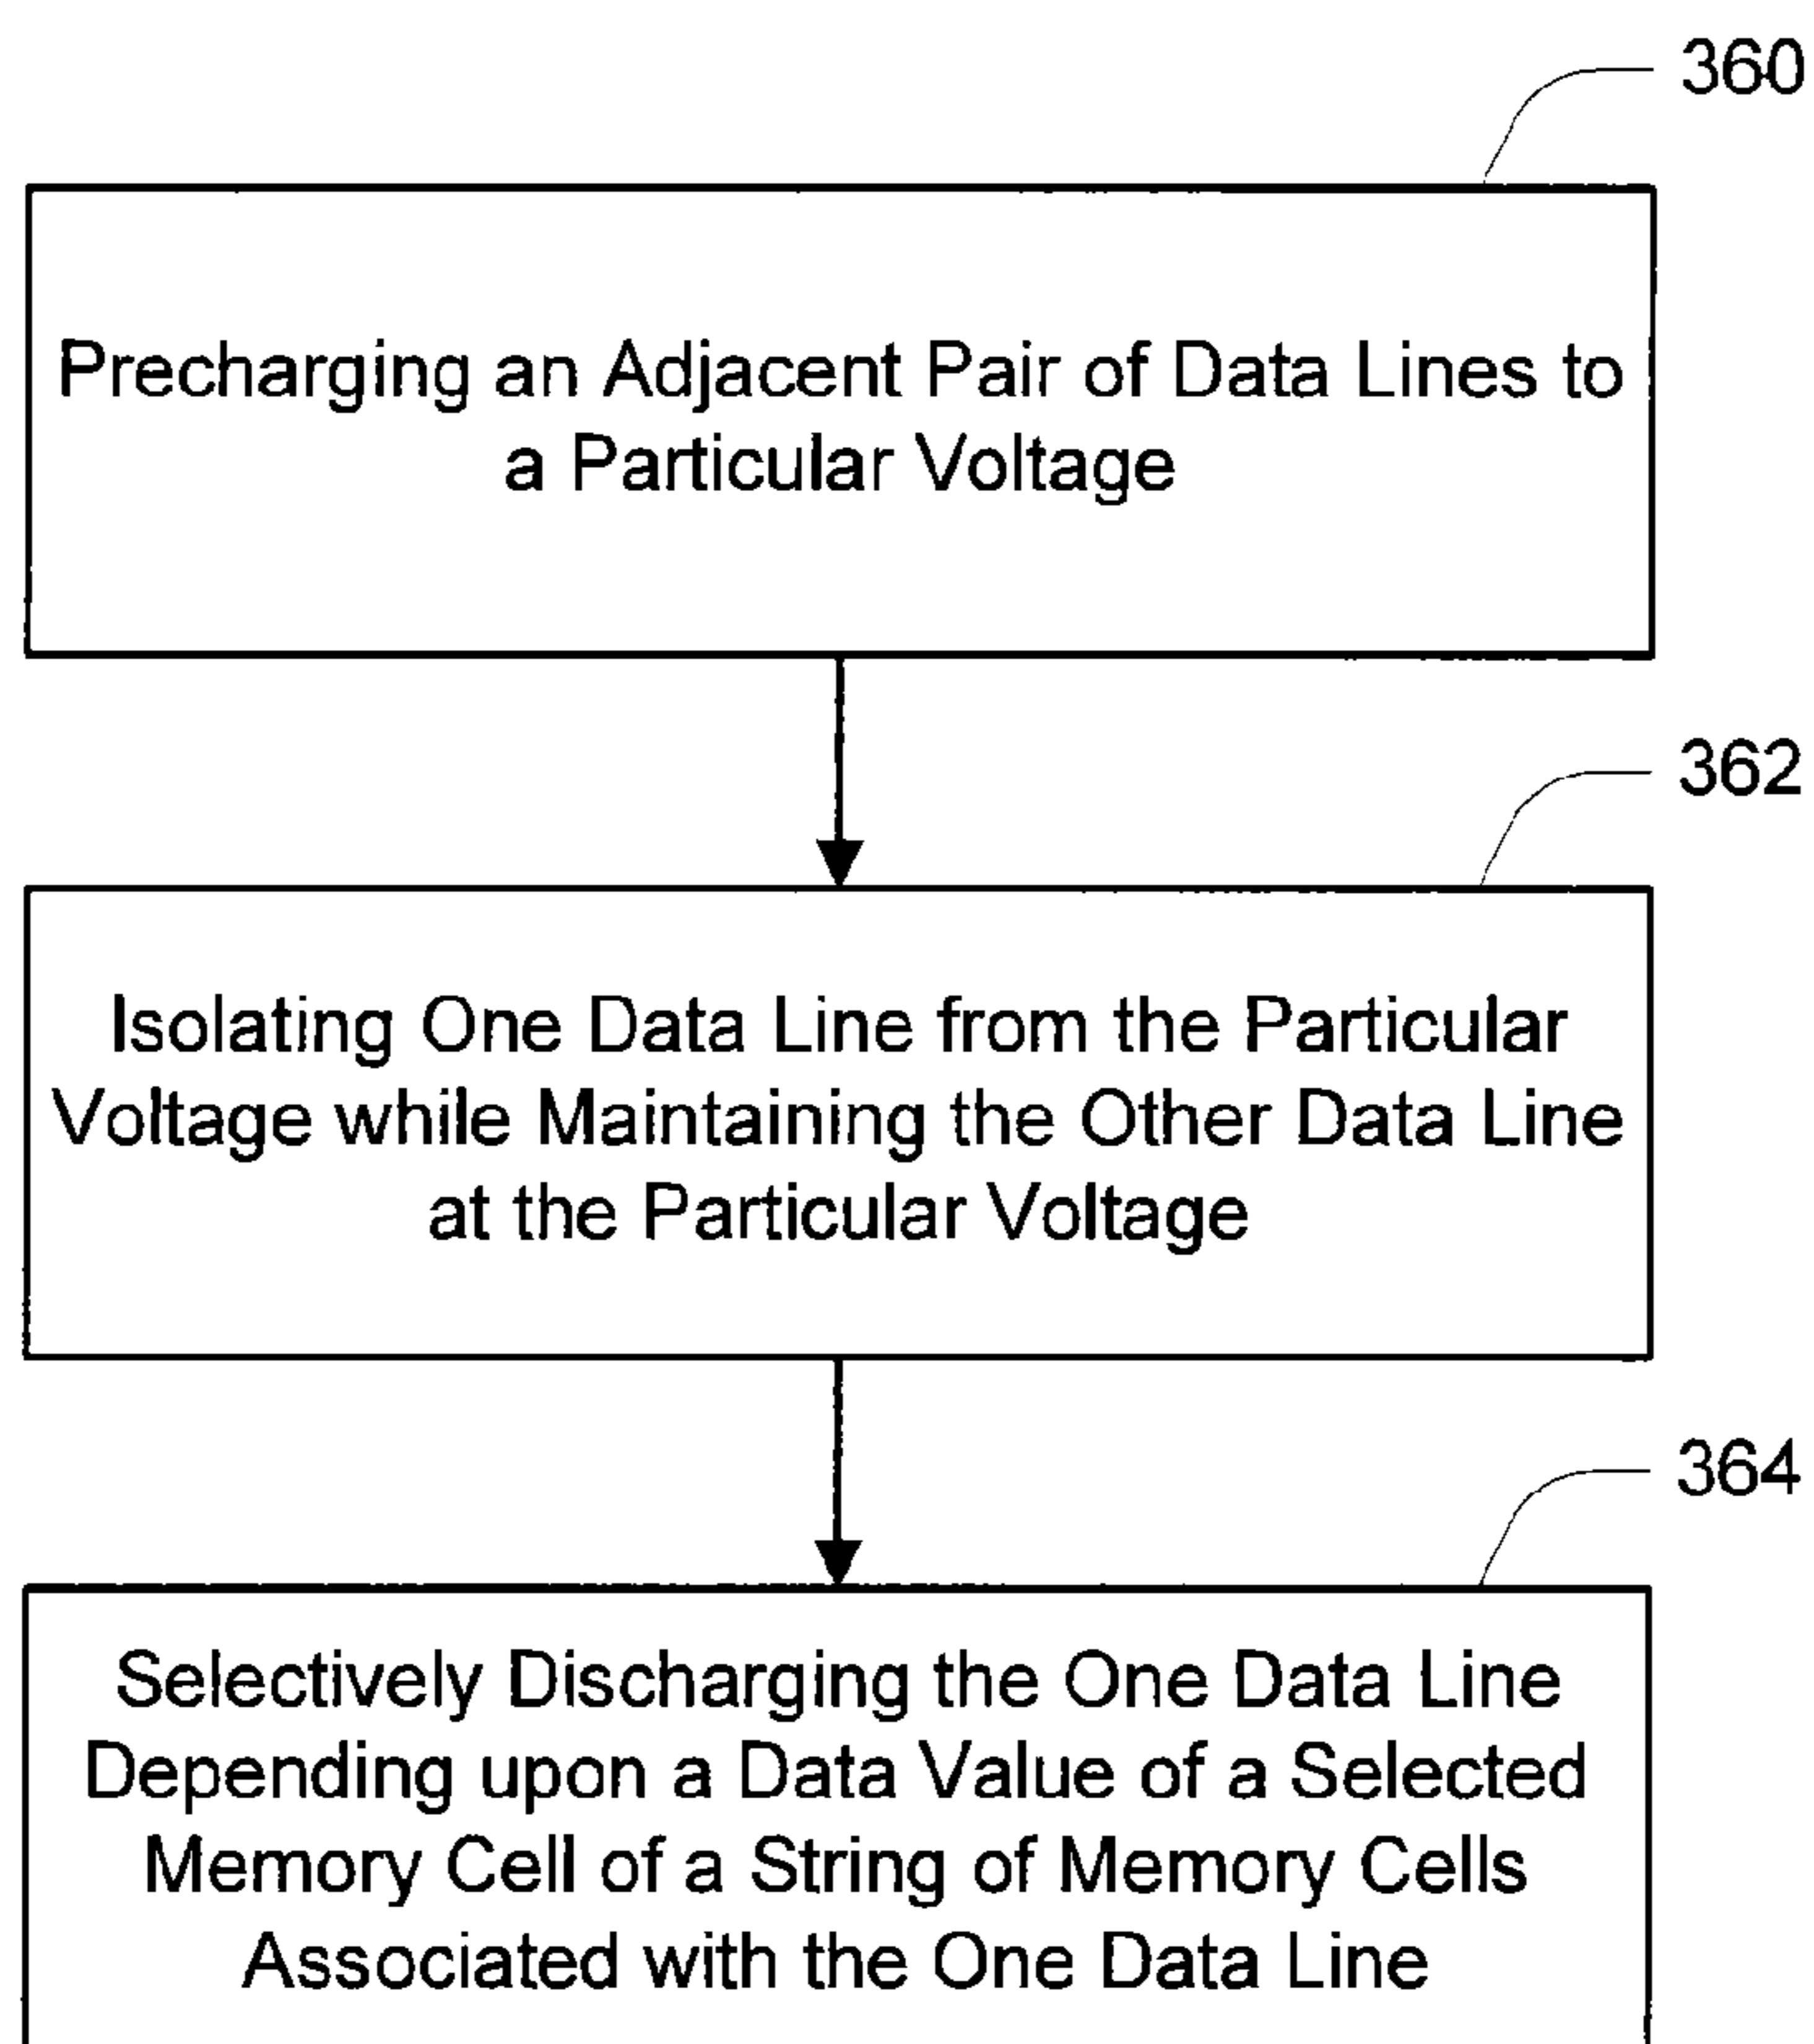 360
Precharging an Adjacent Pair of Data Lines to
a Particular Voltage
362
Isolating One Data Line from the Particular
Voltage while Maintaining the Other Data Line
at the Particular Voltage
364
Selectively Discharging the One Data Line
Depending upon a Data Value of a Selected
Memory Cell of a String of Memory Cells
Associated with the One Data Line